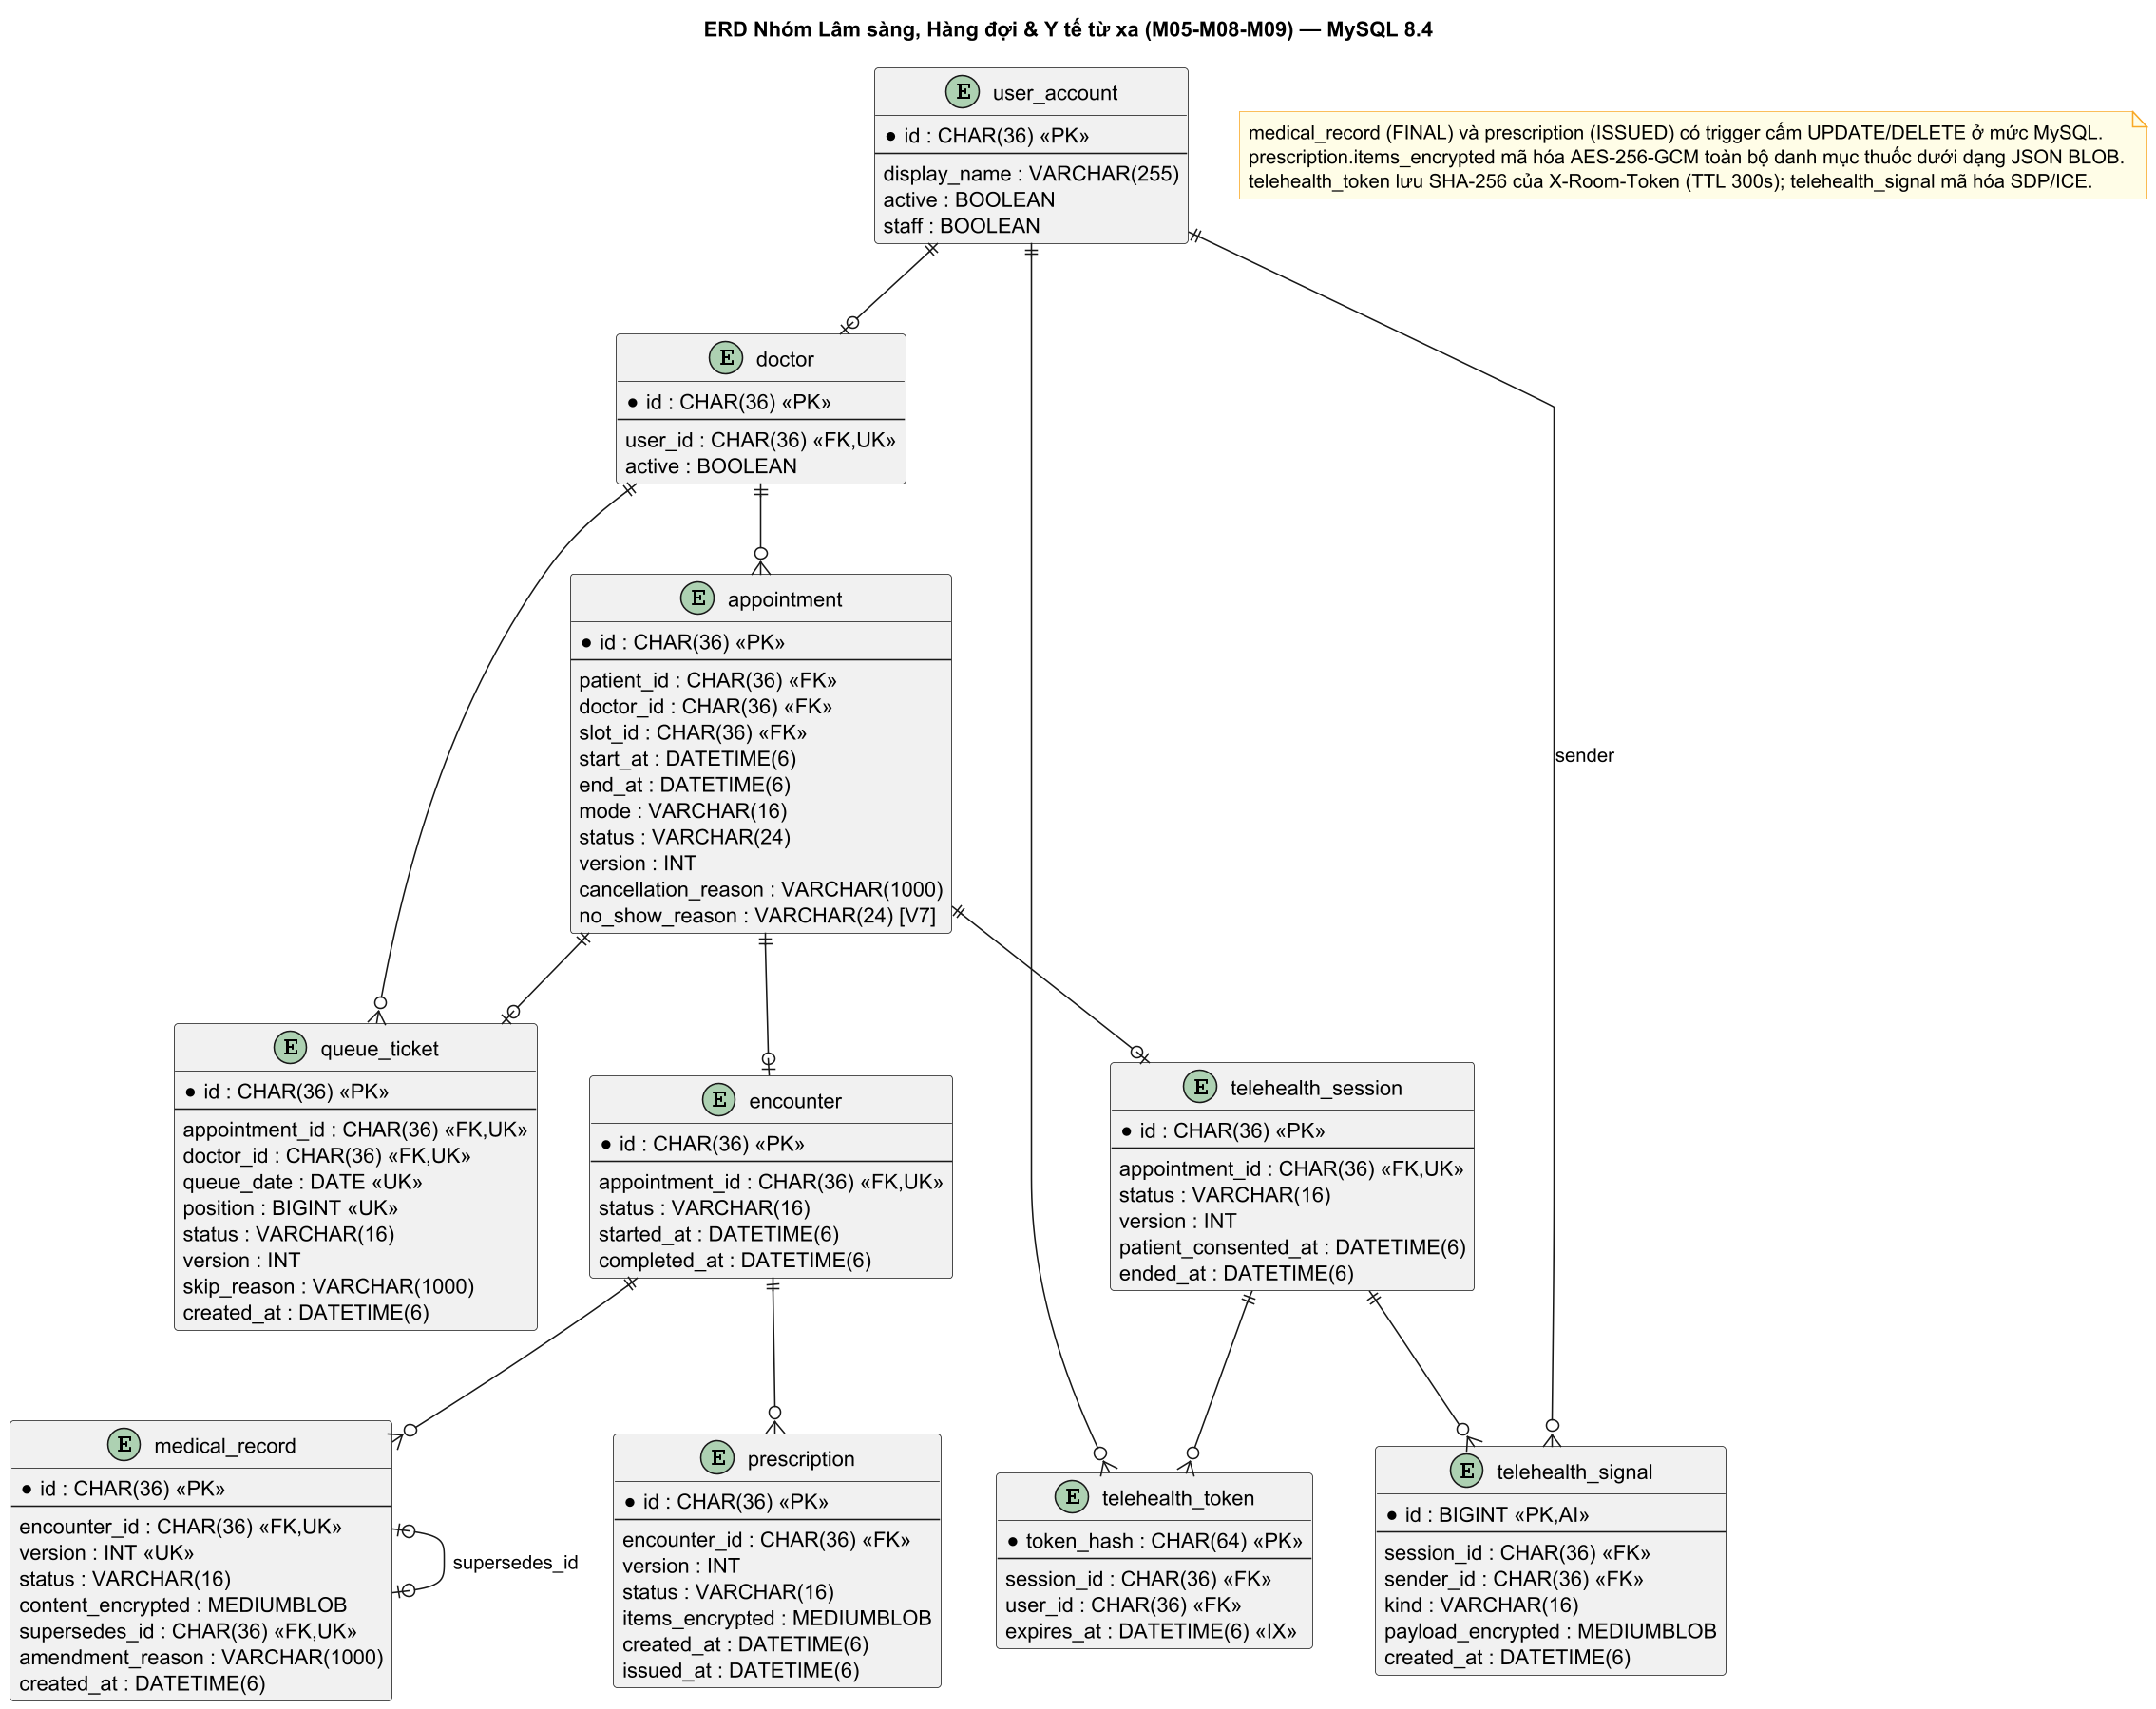 ERD Nhóm Lâm sàng, Hàng đợi & Y tế từ xa (M05-M08-M09) — MySQL 8.4
E user_account
id : CHAR(36) «PK»
display_name : VARCHAR(255)
active : BOOLEAN
staff : BOOLEAN
medical_record (FINAL) và prescription (ISSUED) có trigger cấm UPDATE/DELETE ở mức MySQL.
prescription.items_encrypted mã hóa AES-256-GCM toàn bộ danh mục thuốc dưới dạng JSON BLOB.
telehealth_token lưu SHA-256 của X-Room-Token (TTL 300s); telehealth_signal mã hóa SDP/ICE.
E doctor
id : CHAR(36) «PK»
user_id : CHAR(36) «FK,UK»
active : BOOLEAN
E appointment
id : CHAR(36) «PK»
patient_id : CHAR(36) «FK»
doctor_id : CHAR(36) «FK»
slot_id : CHAR(36) «FK»
start_at : DATETIME(6)
end_at : DATETIME(6)
mode : VARCHAR(16)
status : VARCHAR(24)
version : INT
cancellation_reason : VARCHAR(1000)
no_show_reason : VARCHAR(24) [V7]
sender
E queue_ticket
id : CHAR(36) «PK»
appointment_id : CHAR(36) «FK,UK»
doctor_id : CHAR(36) «FK,UK»
queue_date : DATE «UK»
position : BIGINT «UK»
status : VARCHAR(16)
version : INT
skip_reason : VARCHAR(1000)
created_at : DATETIME(6)
E encounter
id : CHAR(36) «PK»
appointment_id : CHAR(36) «FK,UK»
status : VARCHAR(16)
started_at : DATETIME(6)
completed_at : DATETIME(6)
E telehealth_session
id : CHAR(36) «PK»
appointment_id : CHAR(36) «FK,UK»
status : VARCHAR(16)
version : INT
patient_consented_at : DATETIME(6)
ended_at : DATETIME(6)
E medical_record
id : CHAR(36) «PK»
encounter_id : CHAR(36) «FK,UK»
version : INT «UK»
status : VARCHAR(16)
content_encrypted : MEDIUMBLOB
supersedes_id : CHAR(36) «FK,UK»
amendment_reason : VARCHAR(1000)
created_at : DATETIME(6)
supersedes_id
E prescription
id : CHAR(36) «PK»
encounter_id : CHAR(36) «FK»
version : INT
status : VARCHAR(16)
items_encrypted : MEDIUMBLOB
created_at : DATETIME(6)
issued_at : DATETIME(6)
E telehealth_token
token_hash : CHAR(64) «PK»
session_id : CHAR(36) «FK»
user_id : CHAR(36) «FK»
expires_at : DATETIME(6) «IX»
E telehealth_signal
id : BIGINT «PK,AI»
session_id : CHAR(36) «FK»
sender_id : CHAR(36) «FK»
kind : VARCHAR(16)
payload_encrypted : MEDIUMBLOB
created_at : DATETIME(6)